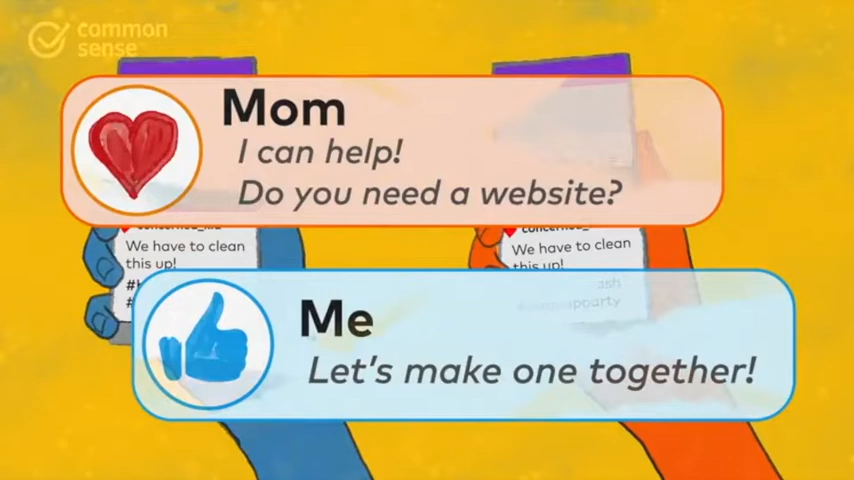 common
sense
Mom
I can help!
Do you need a website?
We have to clean
this up!
We have to clean
this up!
Me
Let's make one together!